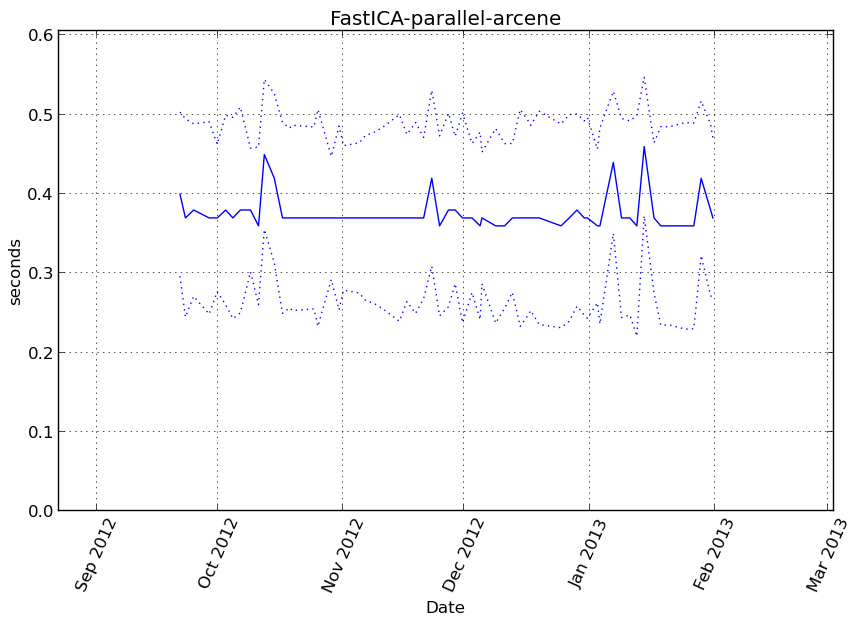 FastICA-parallel-arcene
0.6
0.5
0.4
0.3
0.2
0.1
0.0
seconds
Sep 2012
Oct 2012
Nov 2012
Dec 2012
Jan 2013
Feb 2013
Mar 2013
Date